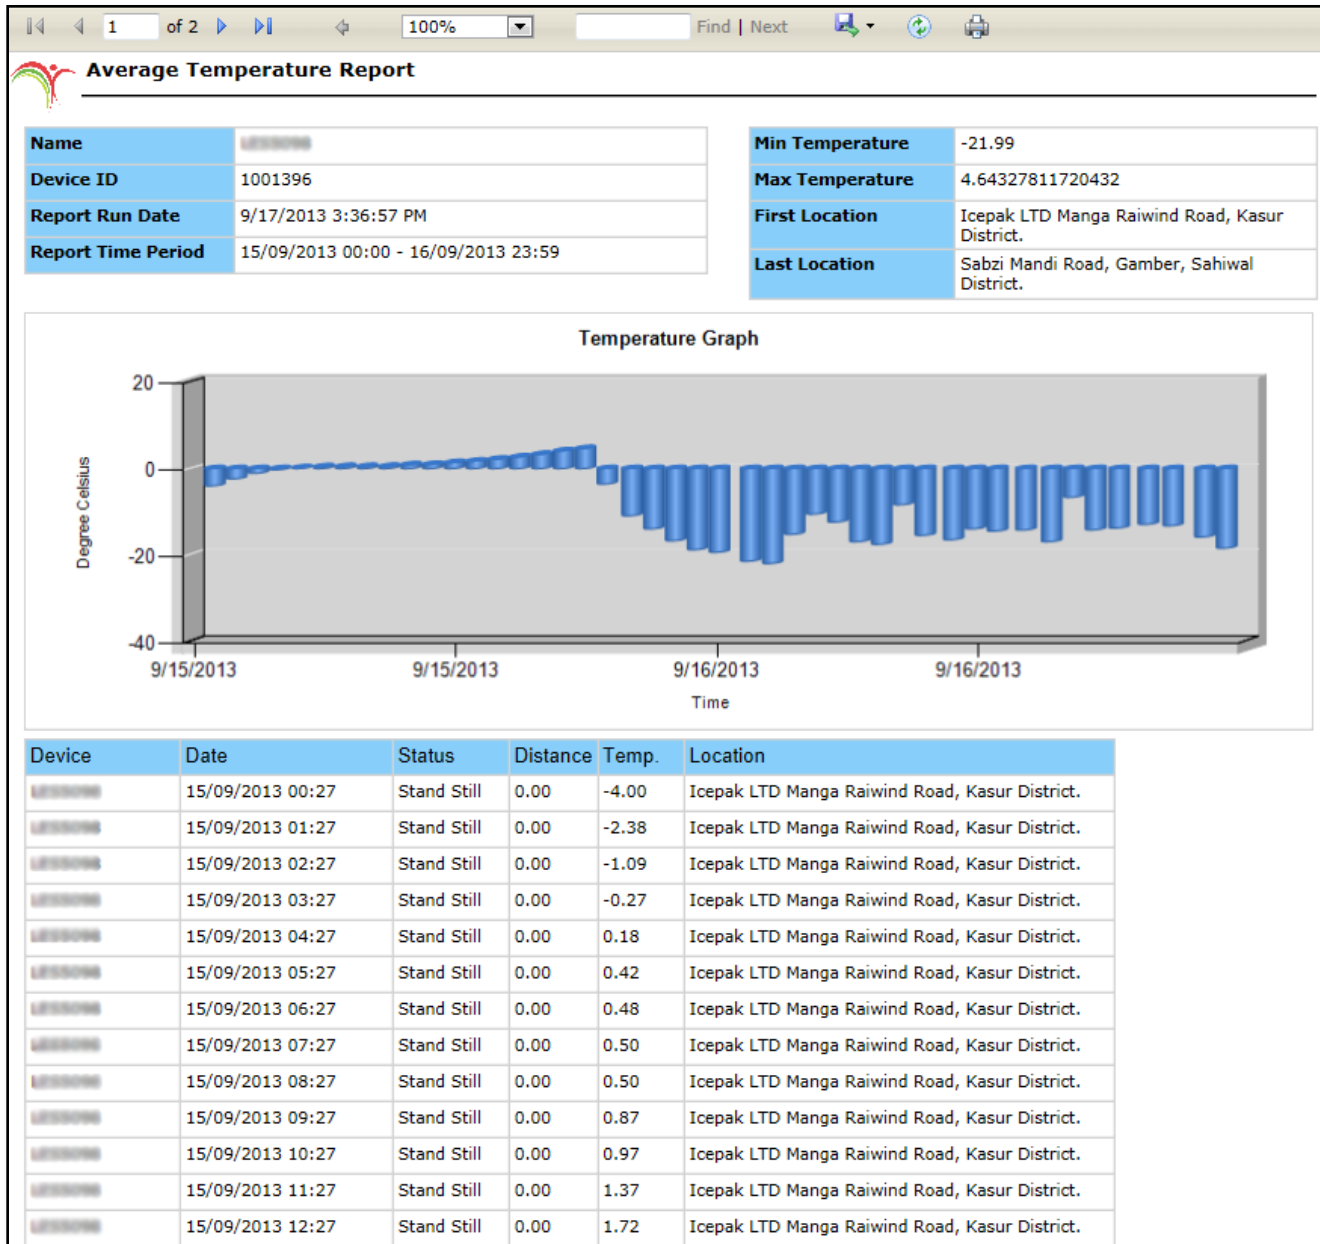 1 of 2 100% Find | Next
Average Temperature Report
Name
Device ID 1001396
Report Run Date 9/17/2013 3:36:57 PM
Report Time Period 15/09/2013 00:00 - 16/09/2013 23:59
Min Temperature -21.99
Max Temperature 4.64327811720432
First Location Icepak LTD Manga Raiwind Road, Kasur
District.
Last Location Sabzi Mandi Road, Gamber, Sahiwal
District.
Temperature Graph
20
0
-20
-40
Degree Celsius
9/15/2013 9/15/2013 9/16/2013 9/16/2013
Time
Device Date Status Distance Temp. Location
15/09/2013 00:27 Stand Still 0.00 -4.00 Icepak LTD Manga Raiwind Road, Kasur District.
15/09/2013 01:27 Stand Still 0.00 -2.38 Icepak LTD Manga Raiwind Road, Kasur District.
15/09/2013 02:27 Stand Still 0.00 -1.09 Icepak LTD Manga Raiwind Road, Kasur District.
15/09/2013 03:27 Stand Still 0.00 -0.27 Icepak LTD Manga Raiwind Road, Kasur District.
15/09/2013 04:27 Stand Still 0.00 0.18 Icepak LTD Manga Raiwind Road, Kasur District.
15/09/2013 05:27 Stand Still 0.00 0.42 Icepak LTD Manga Raiwind Road, Kasur District.
15/09/2013 06:27 Stand Still 0.00 0.48 Icepak LTD Manga Raiwind Road, Kasur District.
15/09/2013 07:27 Stand Still 0.00 0.50 Icepak LTD Manga Raiwind Road, Kasur District.
15/09/2013 08:27 Stand Still 0.00 0.50 Icepak LTD Manga Raiwind Road, Kasur District.
15/09/2013 09:27 Stand Still 0.00 0.87 Icepak LTD Manga Raiwind Road, Kasur District.
15/09/2013 10:27 Stand Still 0.00 0.97 Icepak LTD Manga Raiwind Road, Kasur District.
15/09/2013 11:27 Stand Still 0.00 1.37 Icepak LTD Manga Raiwind Road, Kasur District.
15/09/2013 12:27 Stand Still 0.00 1.72 Icepak LTD Manga Raiwind Road, Kasur District.